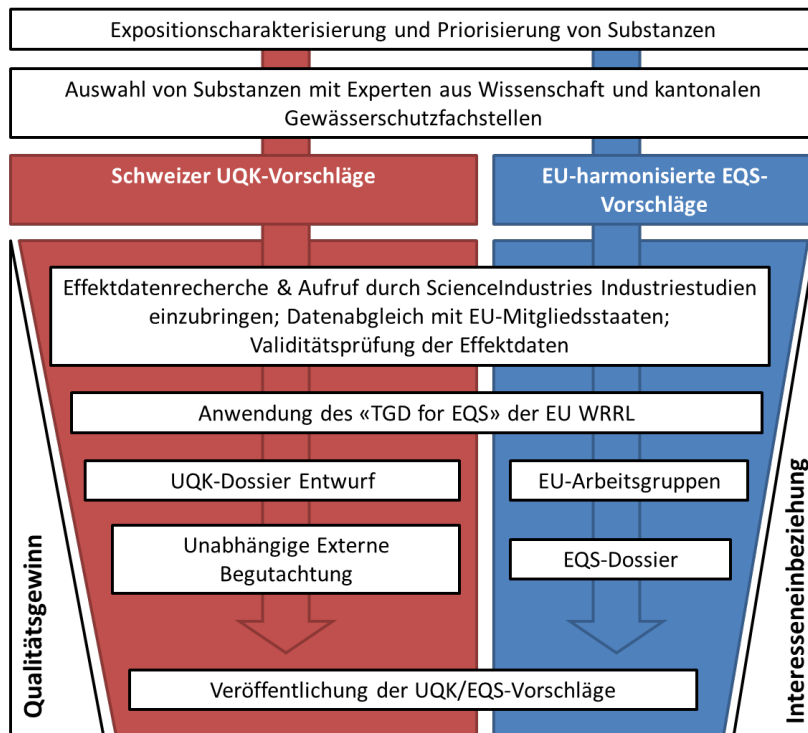 Expositionscharakterisierung und Priorisierung von Substanzen
Auswahl von Substanzen mit Experten aus Wissenschaft und kantonalen
Gewässerschutzfachstellen
Schweizer UQK-Vorschläge
EU-harmonisierte EQS-
Vorschläge
Effektdatenrecherche & Aufruf durch ScienceIndustries Industriestudien
einzubringen; Datenabgleich mit EU-Mitgliedsstaaten;
Validitätsprüfung der Effektdaten
Anwendung des «TGD for EQS» der EU WRRL
UQK-Dossier Entwurf
EU-Arbeitsgruppen
Unabhängige Externe
Begutachtung
EQS-Dossier
Veröffentlichung der UQK/EQS-Vorschläge
Qualitätsgewinn
Interesseneinbeziehung